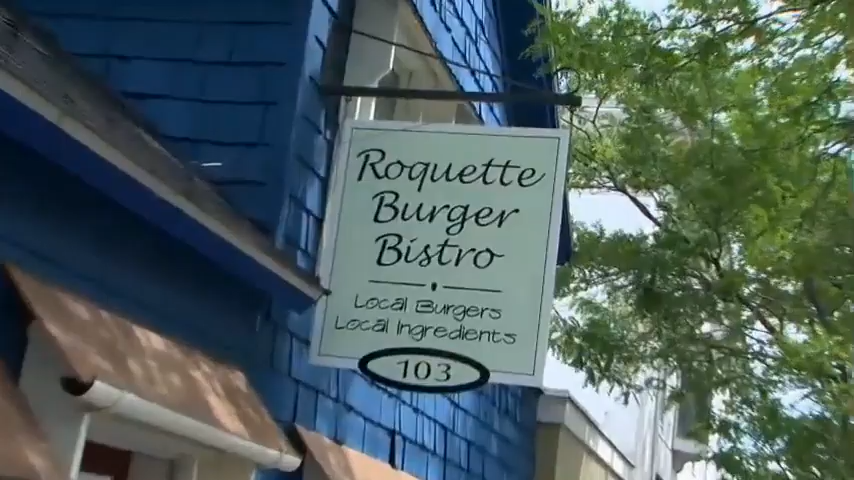 Roquette
Burger
Bistro
Local Burgers
Local Ingredients
103